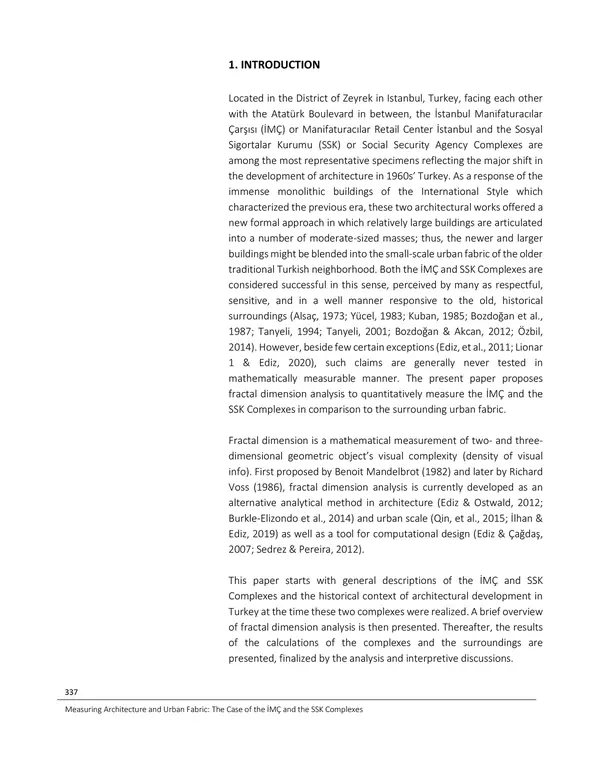 1. INTRODUCTION
Located in the District of Zeyrek in Istanbul, Turkey, facing each other
with the Atatürk Boulevard in between, the İstanbul Manifaturacılar
Çarşısı (İMÇ) or Manifaturacılar Retail Center İstanbul and the Sosyal
Sigortalar Kurumu (SSK) or Social Security Agency Complexes are
among the most representative specimens reflecting the major shift in
the development of architecture in 1960s’ Turkey. As a response of the
immense monolithic buildings of the International Style which
characterized the previous era, these two architectural works offered a
new formal approach in which relatively large buildings are articulated
into a number of moderate-sized masses; thus, the newer and larger
buildings might be blended into the small-scale urban fabric of the older
traditional Turkish neighborhood. Both the İMÇ and SSK Complexes are
considered successful in this sense, perceived by many as respectful,
sensitive, and in a well manner responsive to the old, historical
surroundings (Alsaç, 1973; Yücel, 1983; Kuban, 1985; Bozdoğan et al.,
1987; Tanyeli, 1994; Tanyeli, 2001; Bozdoğan & Akcan, 2012; Özbil,
2014). However, beside few certain exceptions (Ediz, et al., 2011; Lionar
1 & Ediz, 2020), such claims are generally never tested in
mathematically measurable manner. The present paper proposes
fractal dimension analysis to quantitatively measure the İMÇ and the
SSK Complexes in comparison to the surrounding urban fabric.
Fractal dimension is a mathematical measurement of two- and three-
dimensional geometric object’s visual complexity (density of visual
info). First proposed by Benoit Mandelbrot (1982) and later by Richard
Voss (1986), fractal dimension analysis is currently developed as an
alternative analytical method in architecture (Ediz & Ostwald, 2012;
Burkle-Elizondo et al., 2014) and urban scale (Qin, et al., 2015; İlhan &
Ediz, 2019) as well as a tool for computational design (Ediz & Çağdaş,
2007; Sedrez & Pereira, 2012).
This paper starts with general descriptions of the İMÇ and SSK
Complexes and the historical context of architectural development in
Turkey at the time these two complexes were realized. A brief overview
of fractal dimension analysis is then presented. Thereafter, the results
of the calculations of the complexes and the surroundings are
presented, finalized by the analysis and interpretive discussions.
337
Measuring Architecture and Urban Fabric: The Case of the İMÇ and the SSK Complexes